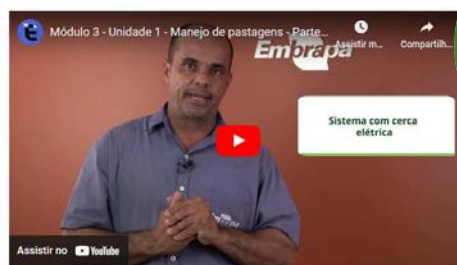 Módulo 3 - Unidade 1 - Manejo de pastagens - Parte...
Embrapa
Assistir m...
Compartilh...
Sistema com cerca
elétrica
Assistir no YouTube